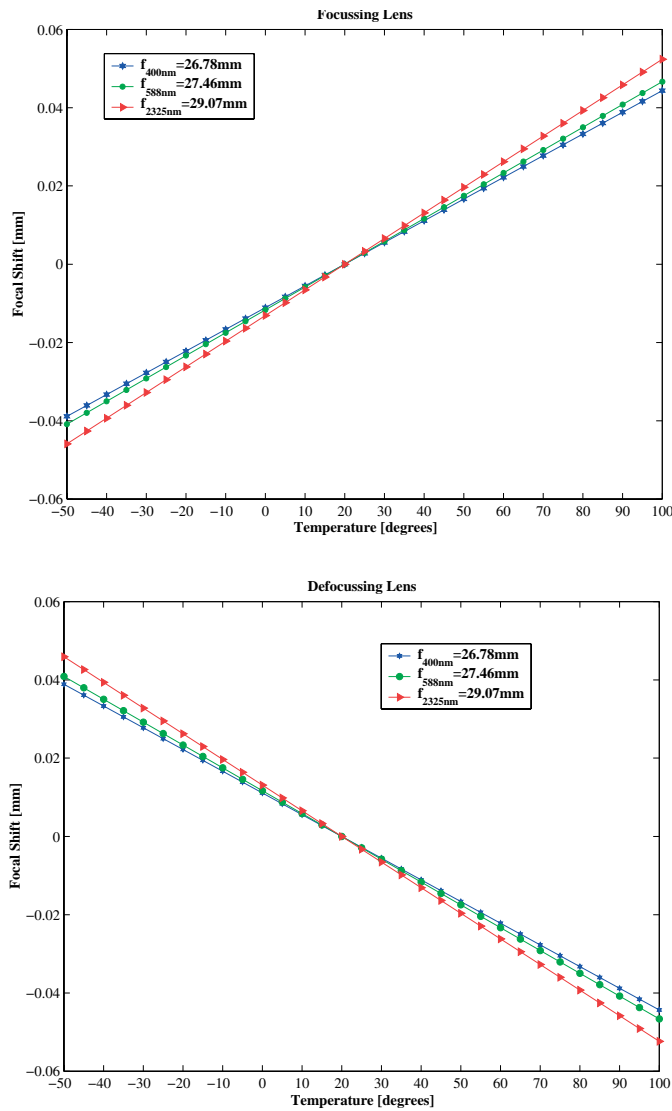 Focussing Lens
0.06
0.04
0.02
0
−0.02
−0.04
−0.06
Focal Shift [mm]
f400nm=26.78mm
f588nm=27.46mm
f2325nm=29.07mm
−50 −40 −30 −20 −10 0 10 20 30 40 50 60 70 80 90 100
Temperature [degrees]
Defocussing Lens
0.06
0.04
0.02
0
−0.02
−0.04
−0.06
Focal Shift [mm]
f400nm=26.78mm
f588nm=27.46mm
f2325nm=29.07mm
−50 −40 −30 −20 −10 0 10 20 30 40 50 60 70 80 90 100
Temperature [degrees]